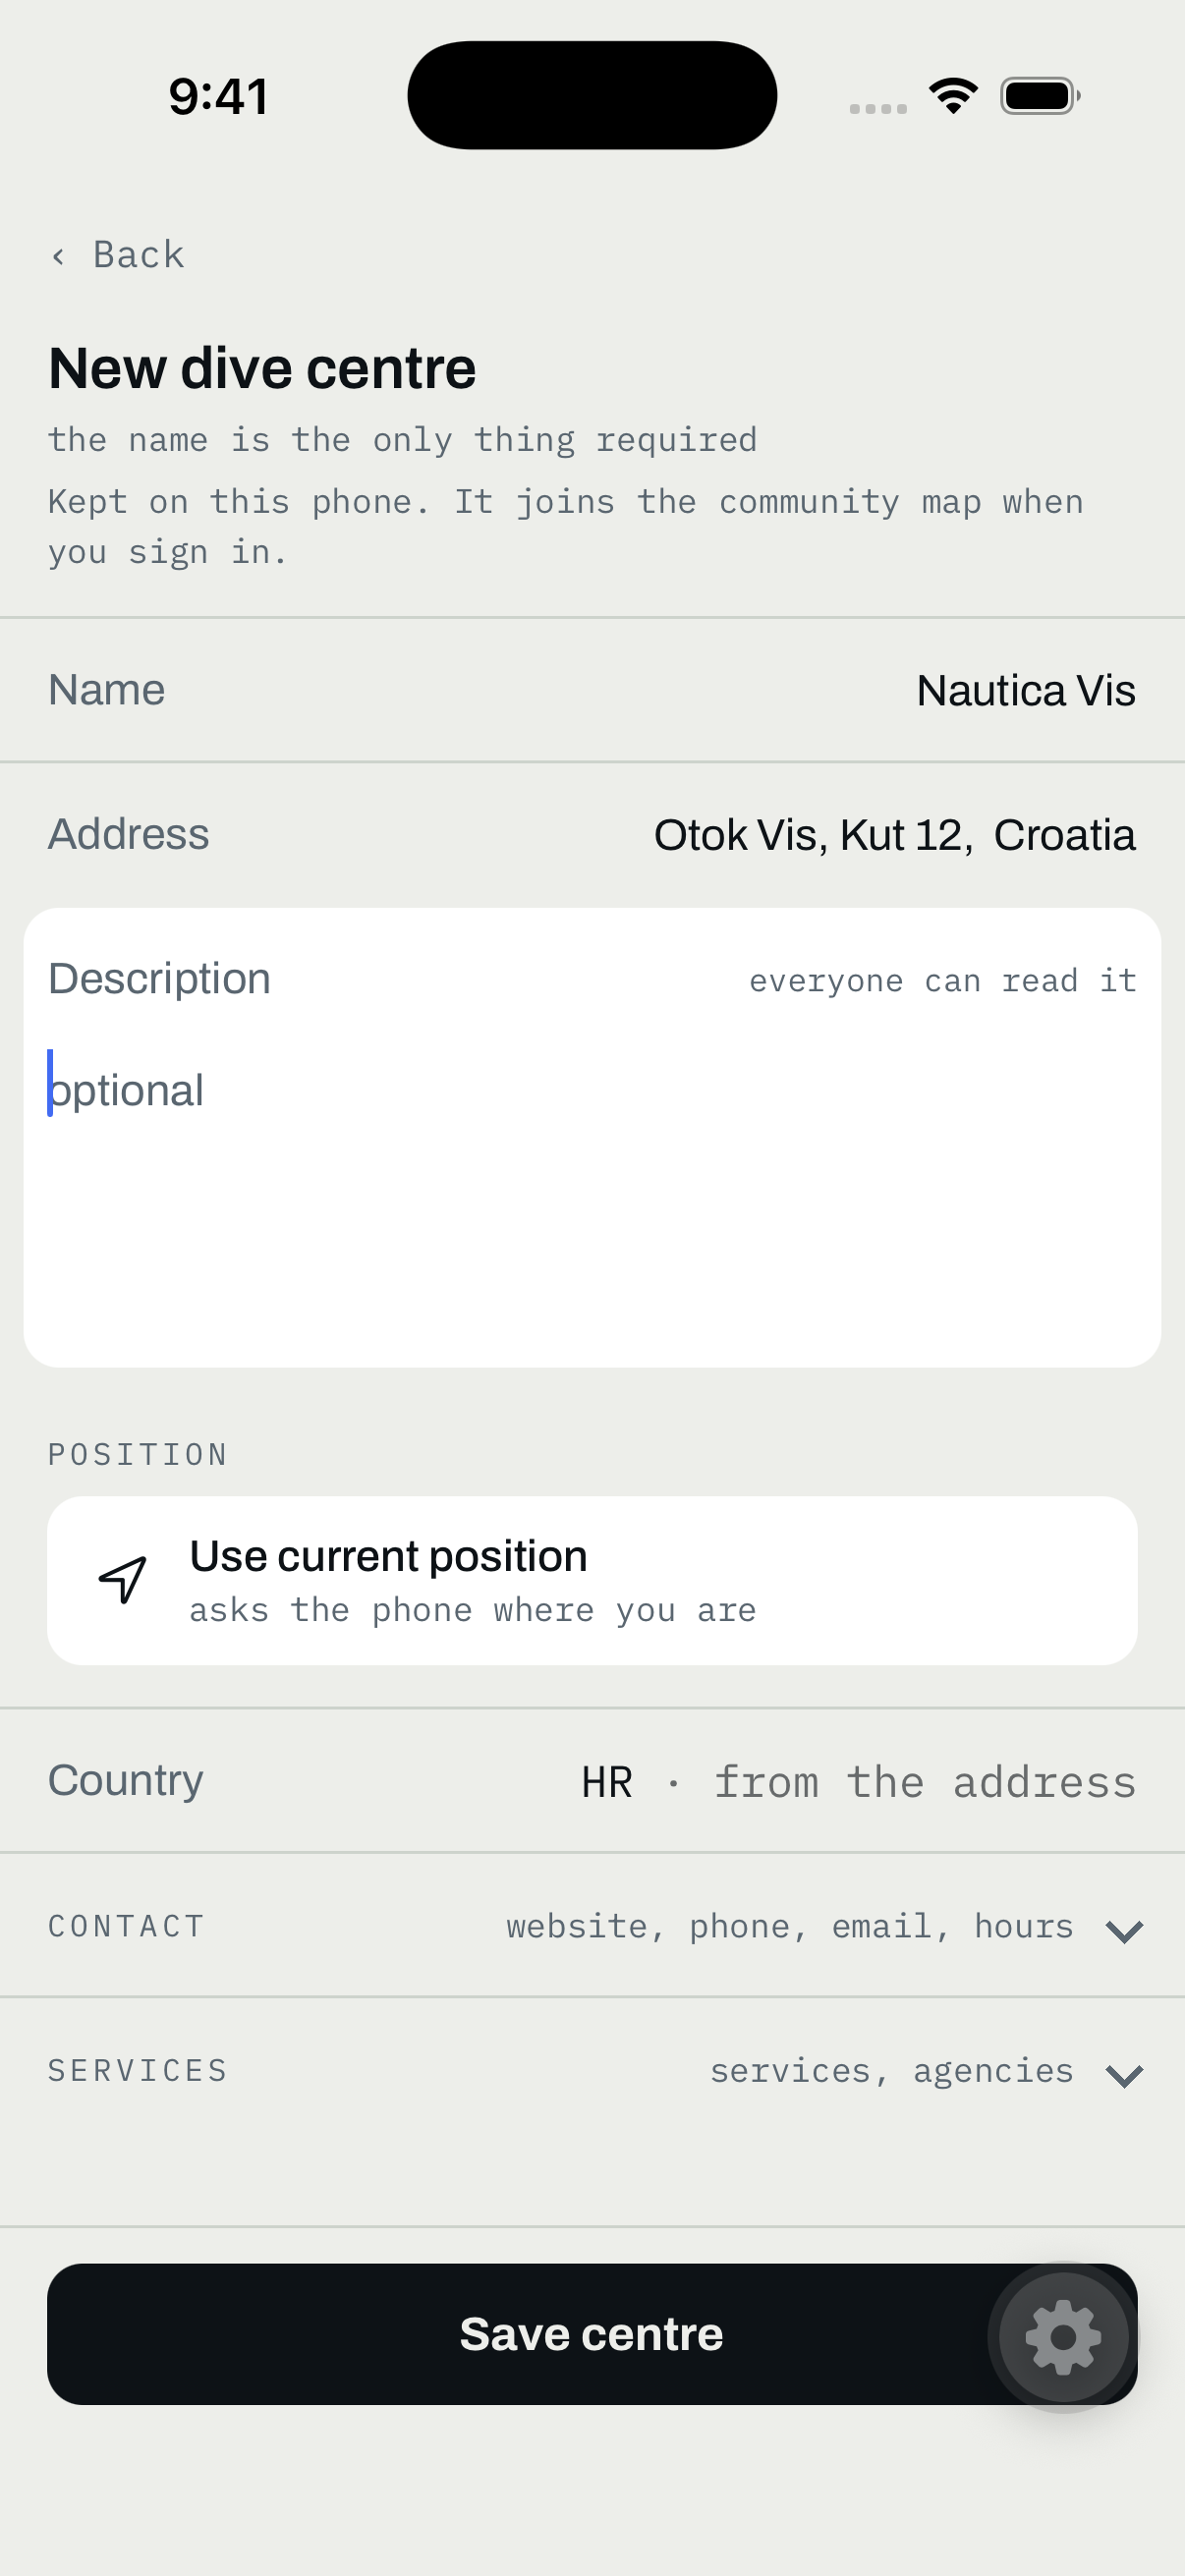 9:41
‹ Back
New dive centre
the name is the only thing required
Kept on this phone. It joins the community map when
you sign in.
Name Nautica Vis
Address Otok Vis, Kut 12,  Croatia
Description everyone can read it
optional
POSITION
Use current position
asks the phone where you are
Country HR · from the address
CONTACT website, phone, email, hours
SERVICES services, agencies
Save centre